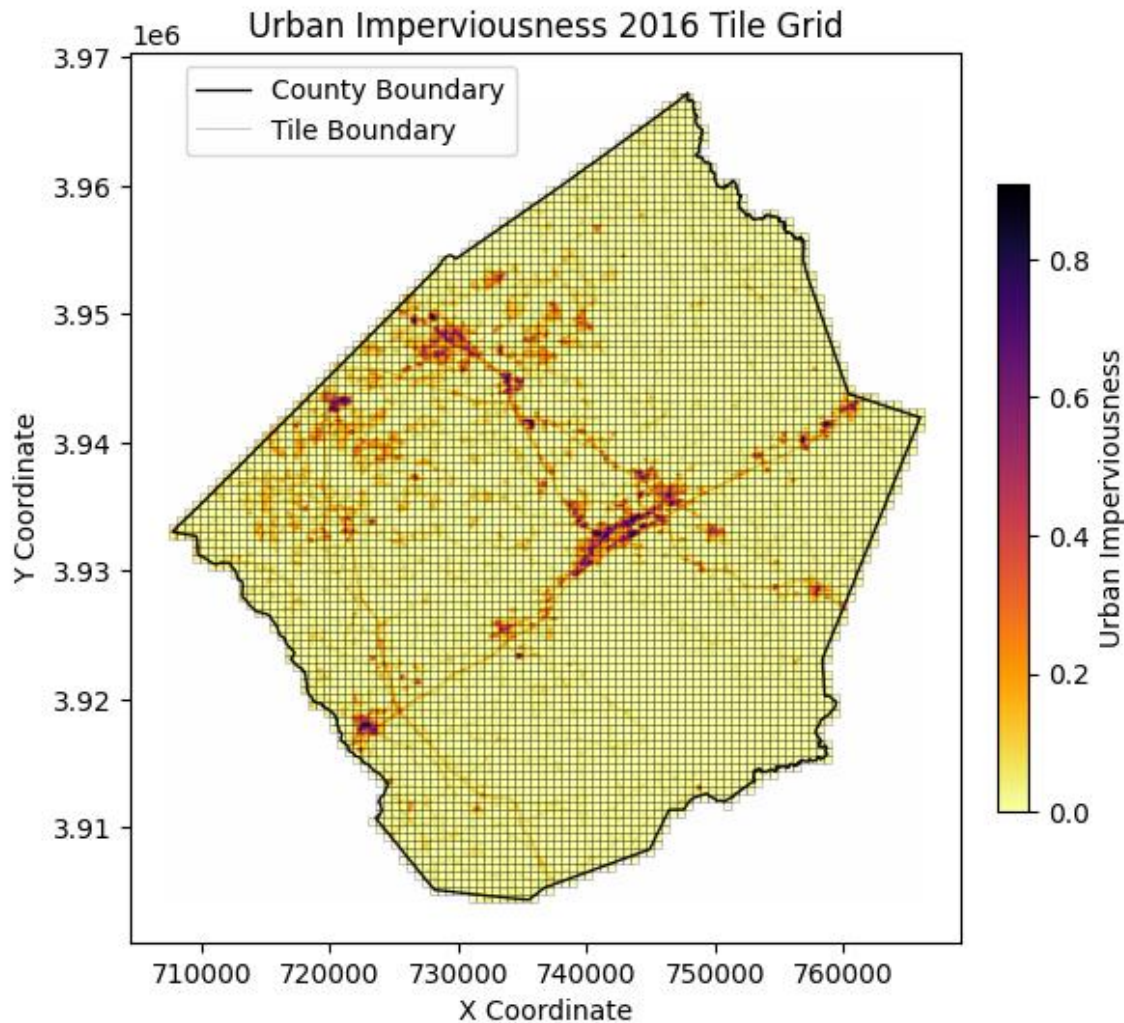 Urban Imperviousness 2016 Tile Grid
1e6
County Boundary
Tile Boundary
3.97
3.96
3.95
3.94
3.93
3.92
3.91
Y Coordinate
710000 720000 730000 740000 750000 760000
X Coordinate
0.8
0.6
0.4
0.2
0.0
Urban Imperviousness